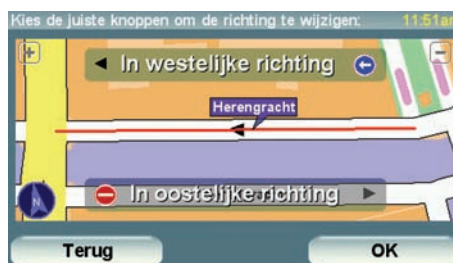 Kies de juiste knoppen om de richting te wijzigen: 11:51am
In westelijke richting
Herengracht
In oostelijke richting
N
Terug OK